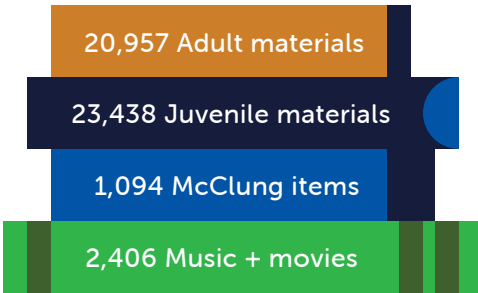 20,957 Adult materials
23,438 Juvenile materials
1,094 McClung items
2,406 Music + movies